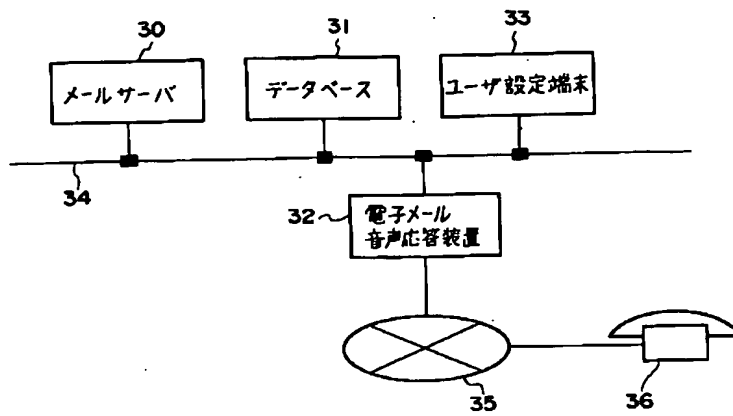 30
31
33
メールサーバ
データベース
ユーザ設定端末
34
32
電子メール
音声応答装置
35
36